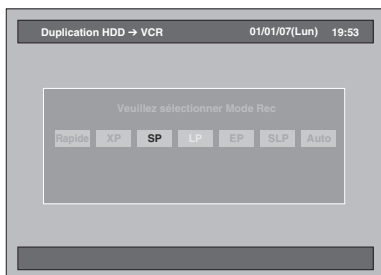 Duplication HDD → VCR 01/01/07(Lun) 19:53
Veuillez sélectionner Mode Rec
Rapide XP SP LP EP SLP Auto